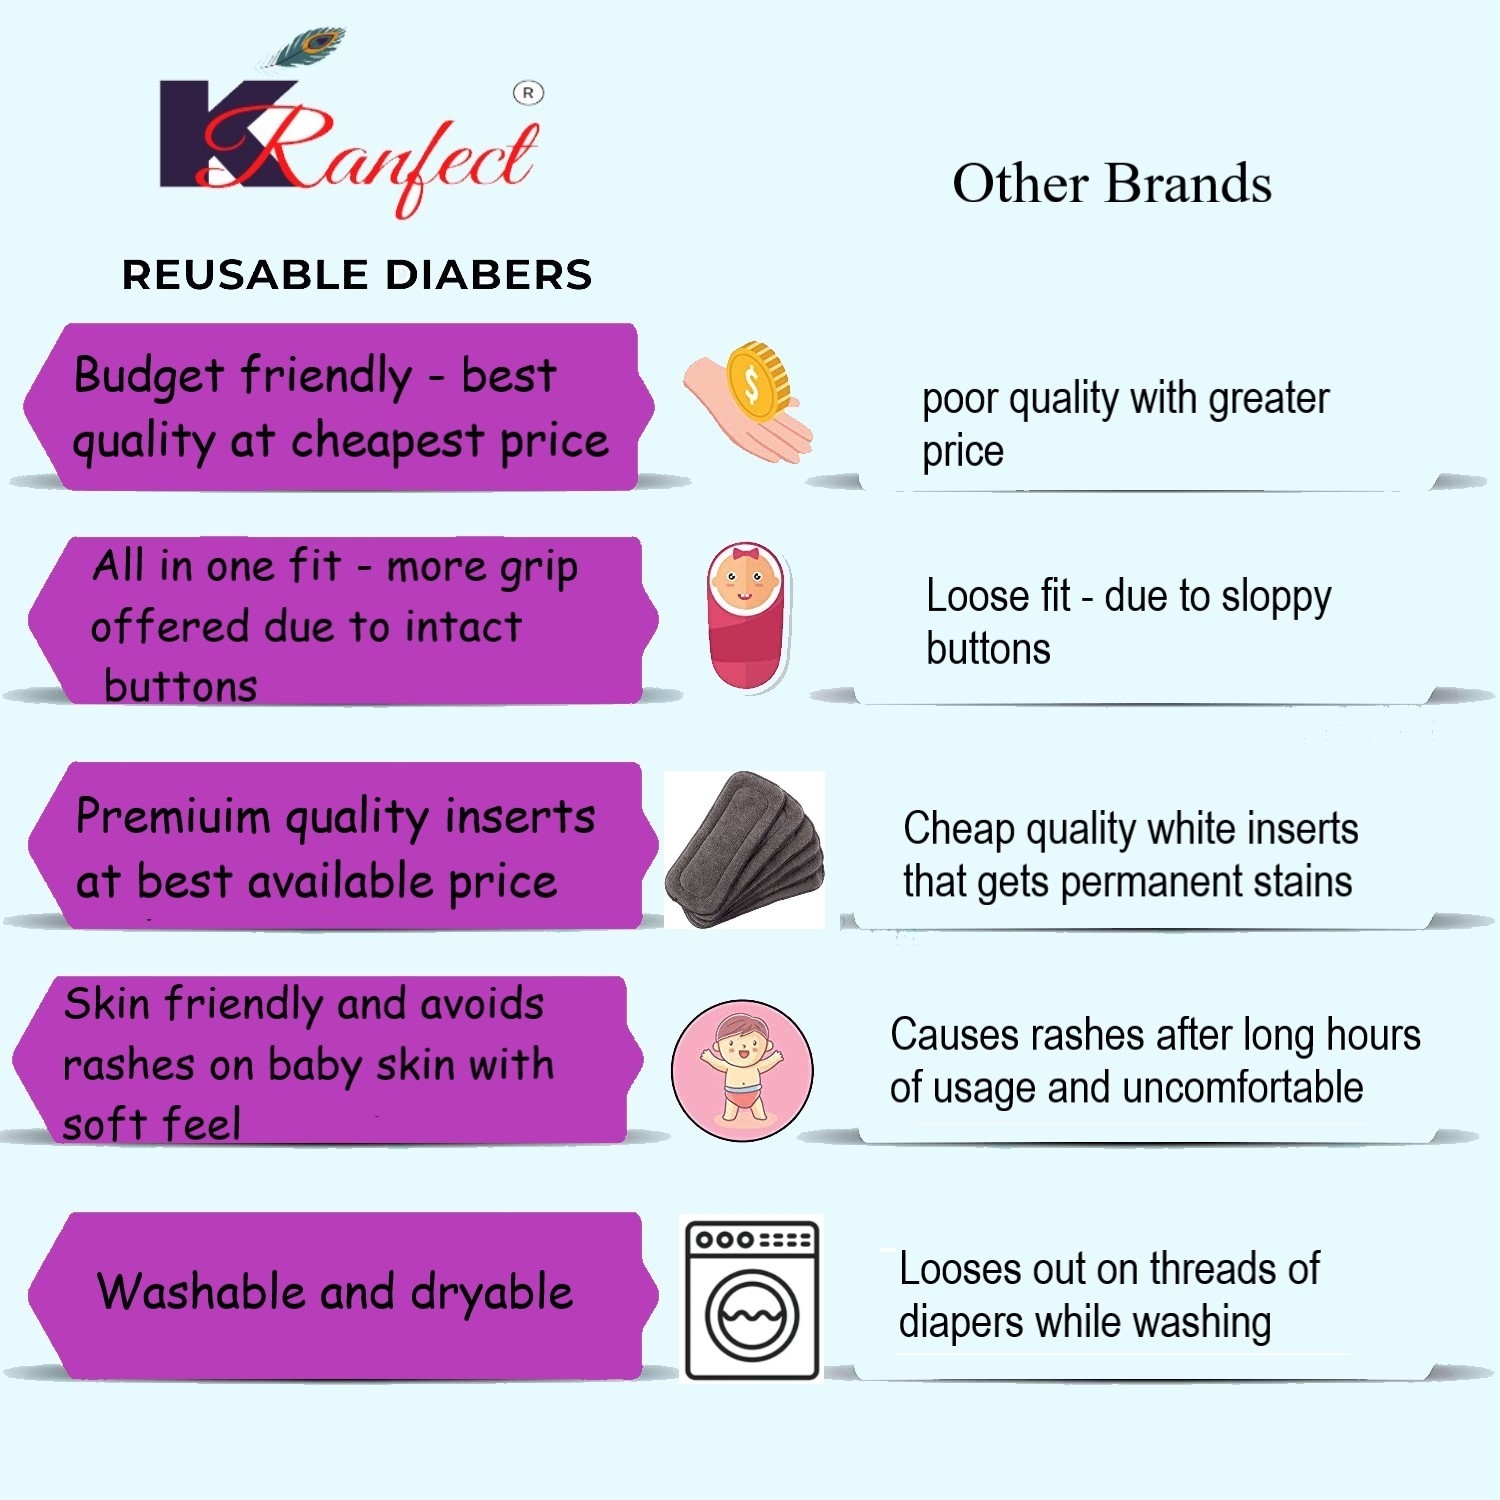 K
Ranfect
®
Other Brands
REUSABLE DIABERS
Budget friendly - best
quality at cheapest price
$
poor quality with greater
price
All in one fit - more grip
offered due to intact
buttons
Loose fit - due to sloppy
buttons
Premiuim quality inserts
at best available price
Cheap quality white inserts
that gets permanent stains
Skin friendly and avoids
rashes on baby skin with
soft feel
Causes rashes after long hours
of usage and uncomfortable
Washable and dryable
Looses out on threads of
diapers while washing